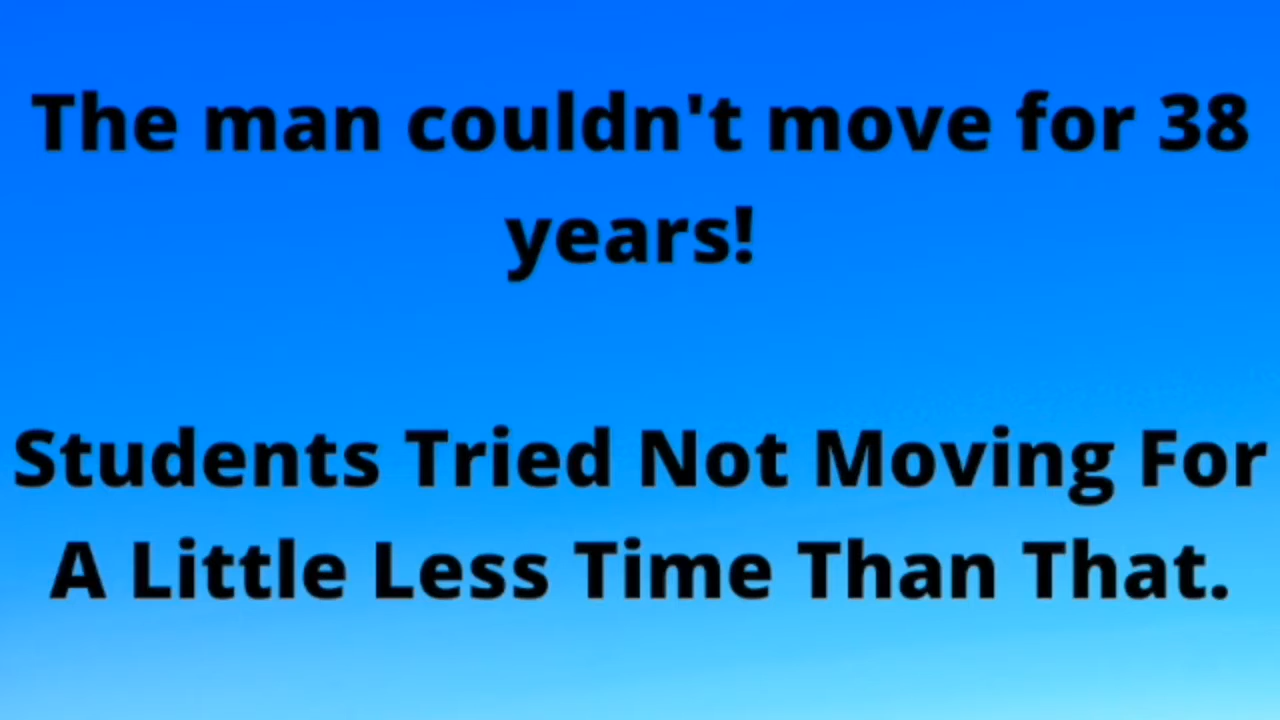 The man couldn't move for 38
years!
Students Tried Not Moving For
A Little Less Time Than That.